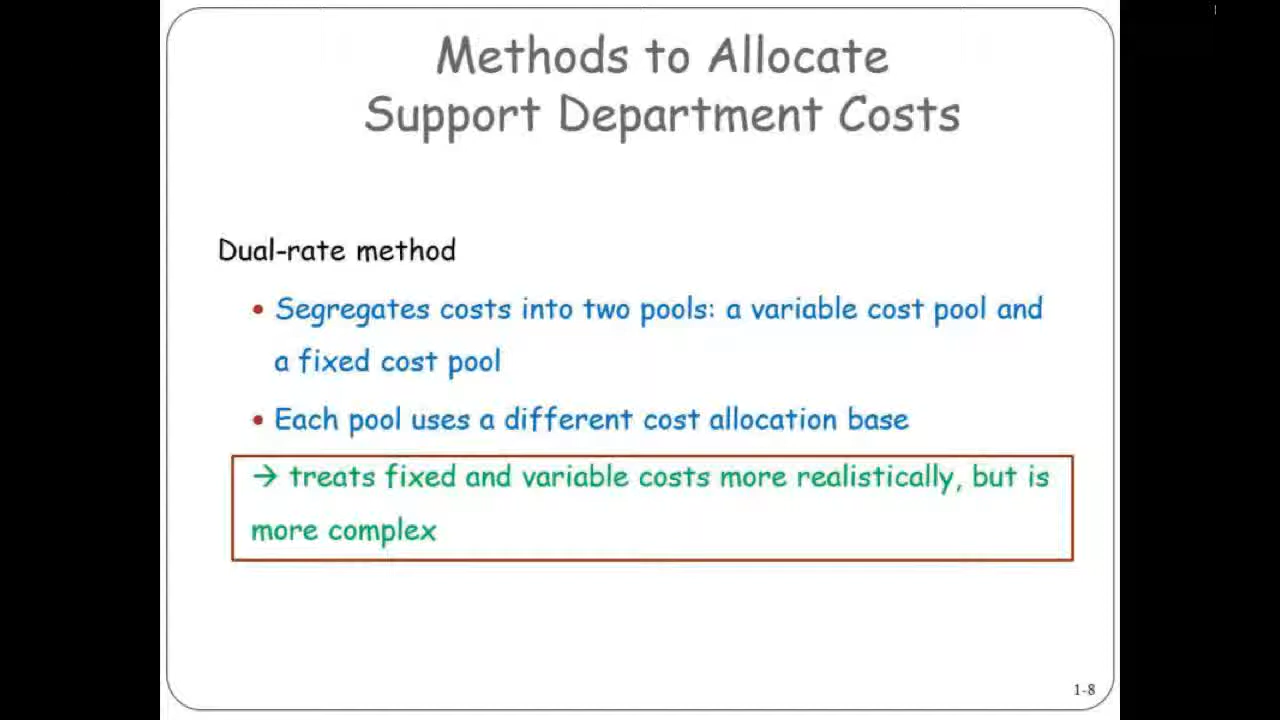 Methods to Allocate
Support Department Costs
Dual-rate method
• Segregates costs into two pools: a variable cost pool and
a fixed cost pool
• Each pool uses a different cost allocation base
→ treats fixed and variable costs more realistically, but is
more complex
1-8